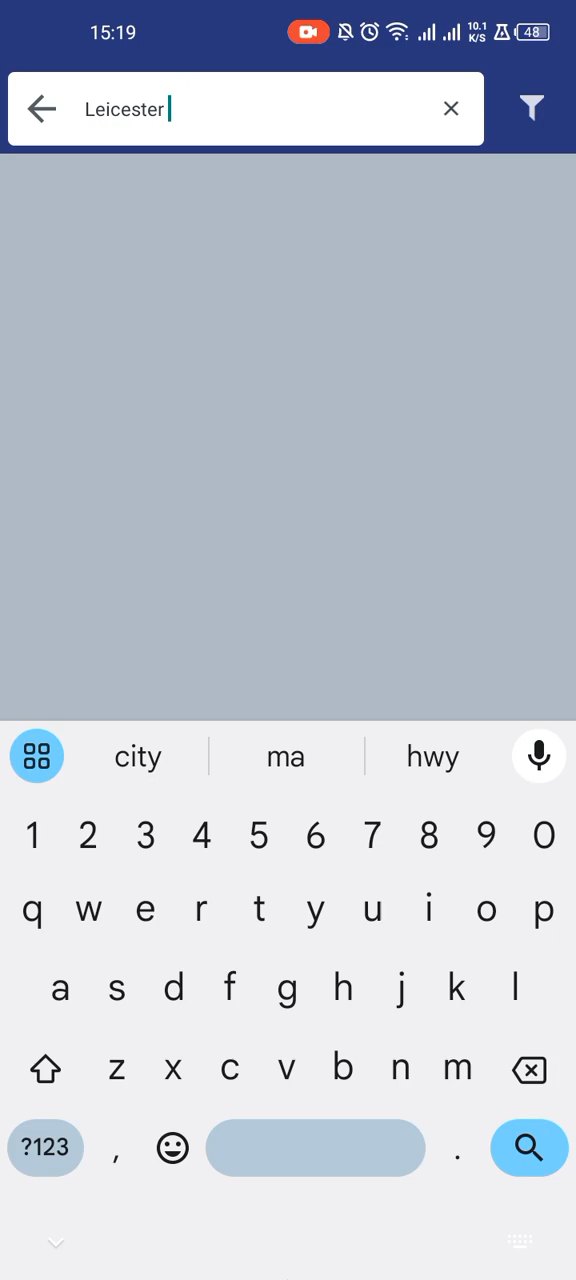 15:19 10.1 K/S 48
Leicester
city ma hwy
1 2 3 4 5 6 7 8 9 0
q w e r t y u i o p
a s d f g h j k l
z x c v b n m
?123 , .